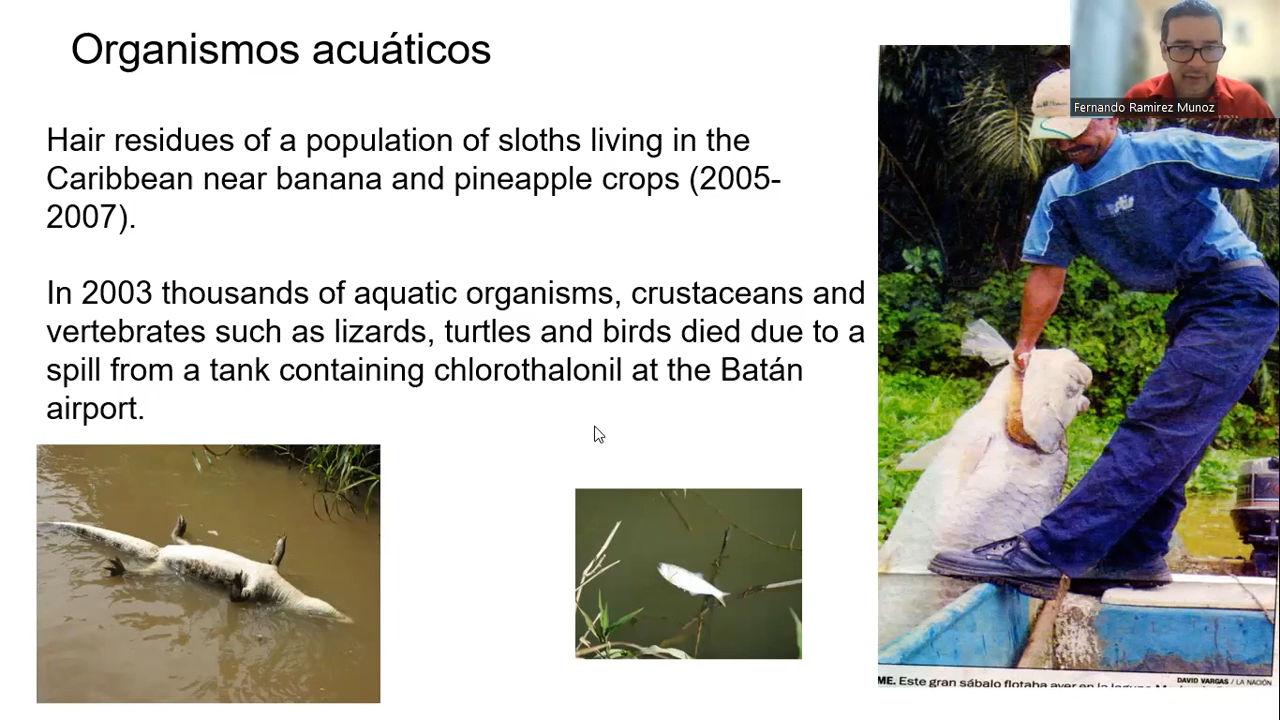 Organismos acuáticos
Fernando Ramirez Munoz
Hair residues of a population of sloths living in the
Caribbean near banana and pineapple crops (2005-
2007).
In 2003 thousands of aquatic organisms, crustaceans and
vertebrates such as lizards, turtles and birds died due to a
spill from a tank containing chlorothalonil at the Batán
airport.
DAVID VARGAS / LA NACIÓN
ME. Este gran sábalo flotaba ayer en la laguna